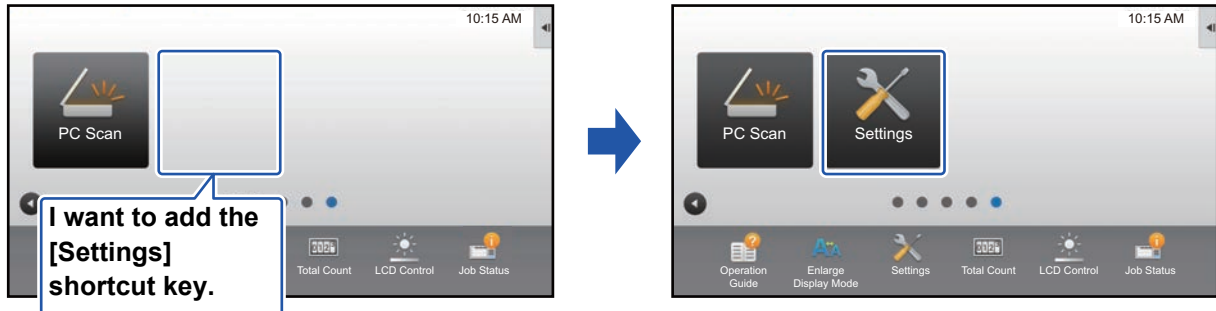 10:15 AM
PC Scan
I want to add the
[Settings]
shortcut key.
Total Count
LCD Control
Job Status
10:15 AM
PC Scan
Settings
Operation
Guide
Enlarge
Display Mode
Settings
Total Count
LCD Control
Job Status